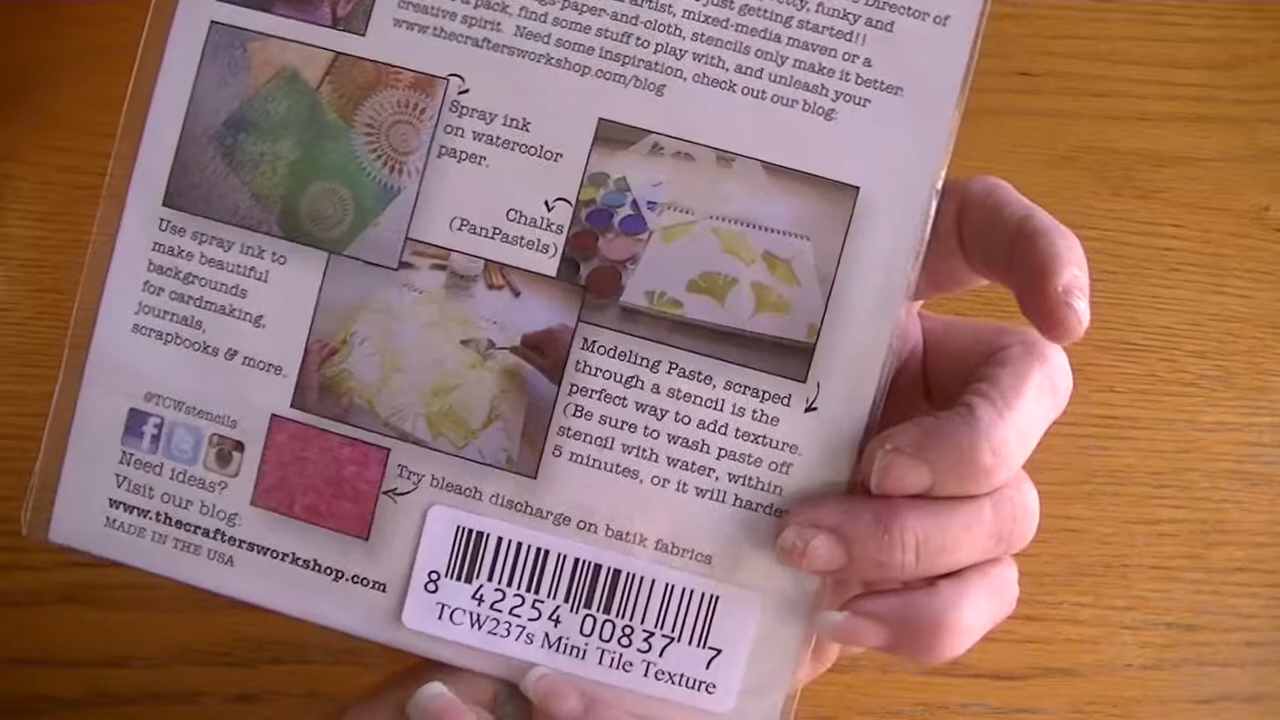 Director of
funky and
just getting started!!
artist, mixed-media maven or a
-paper-and-cloth, stencils only make it better.
a pack, find some stuff to play with, and unleash your
creative spirit. Need some inspiration, check out our blog:
www.thecraftersworkshop.com/blog
Spray ink
on watercolor
paper.
Chalks
(PanPastels)
Use spray ink to
make beautiful
backgrounds
for cardmaking,
journals,
scrapbooks & more.
Modeling Paste, scraped
through a stencil is the
perfect way to add texture.
(Be sure to wash paste off
stencil with water, within
5 minutes, or it will harde
@TCWstencils
Need ideas?
Visit our blog:
www.thecraftersworkshop.com
MADE IN THE USA
Try bleach discharge on batik fabrics
8 42254 00837 7
TCW237s Mini Tile Texture